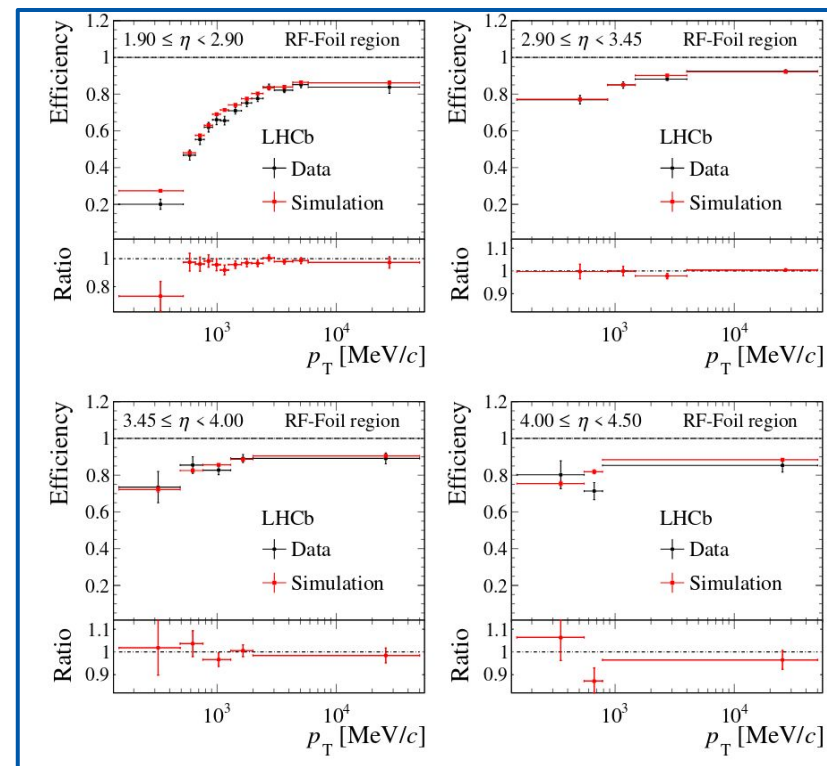 1.90 ≤ η < 2.90 RF-Foil region
Efficiency
1.2
1
0.8
0.6
0.4
0.2
LHCb
Data
Simulation
Ratio
1
0.8
10³ 10⁴
p_T [MeV/c]
2.90 ≤ η < 3.45 RF-Foil region
Efficiency
1.2
1
0.8
0.6
0.4
0.2
LHCb
Data
Simulation
Ratio
1.1
1.0
0.9
10³ 10⁴
p_T [MeV/c]
3.45 ≤ η < 4.00 RF-Foil region
Efficiency
1.2
1
0.8
0.6
0.4
0.2
LHCb
Data
Simulation
Ratio
1.1
1
0.9
10³ 10⁴
p_T [MeV/c]
4.00 ≤ η < 4.50 RF-Foil region
Efficiency
1.2
1
0.8
0.6
0.4
0.2
LHCb
Data
Simulation
Ratio
1.1
1
0.9
10³ 10⁴
p_T [MeV/c]